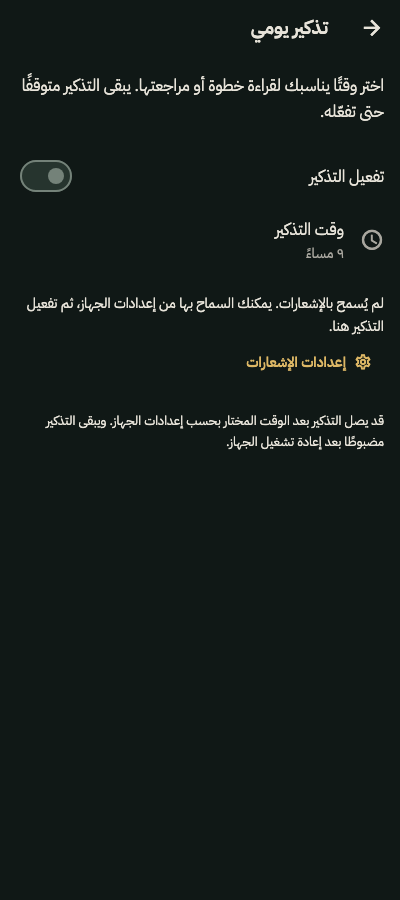 تذكير يومي
اختر وقتًا يناسبك لقراءة خطوة أو مراجعتها. يبقى التذكير متوقفًا
حتى تفعّله.
تفعيل التذكير
وقت التذكير
٩ مساءً
لم يُسمح بالإشعارات. يمكنك السماح بها من إعدادات الجهاز، ثم تفعيل
التذكير هنا.
إعدادات الإشعارات
قد يصل التذكير بعد الوقت المختار بحسب إعدادات الجهاز. ويبقى التذكير
مضبوطًا بعد إعادة تشغيل الجهاز.